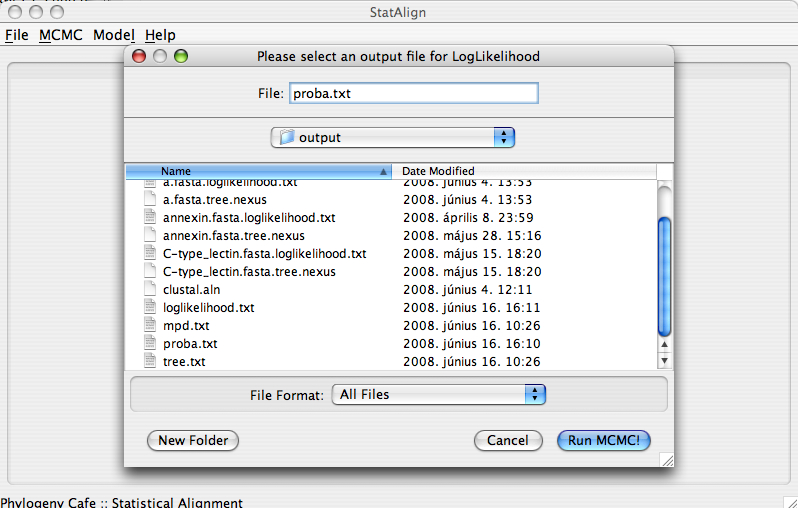 StatAlign
File MCMC Model Help
Please select an output file for LogLikelihood
File: proba.txt
output
Name Date Modified
a.fasta.loglikelihood.txt 2008. június 4. 13:53
a.fasta.tree.nexus 2008. június 4. 13:53
annexin.fasta.loglikelihood.txt 2008. április 8. 23:59
annexin.fasta.tree.nexus 2008. május 28. 15:16
C-type_lectin.fasta.loglikelihood.txt 2008. május 15. 18:20
C-type_lectin.fasta.tree.nexus 2008. május 15. 18:20
clustal.aln 2008. június 4. 12:11
loglikelihood.txt 2008. június 16. 16:11
mpd.txt 2008. június 16. 10:26
proba.txt 2008. június 16. 16:10
tree.txt 2008. június 16. 10:26
File Format: All Files
New Folder Cancel Run MCMC!
Phylogeny Cafe :: Statistical Alignment